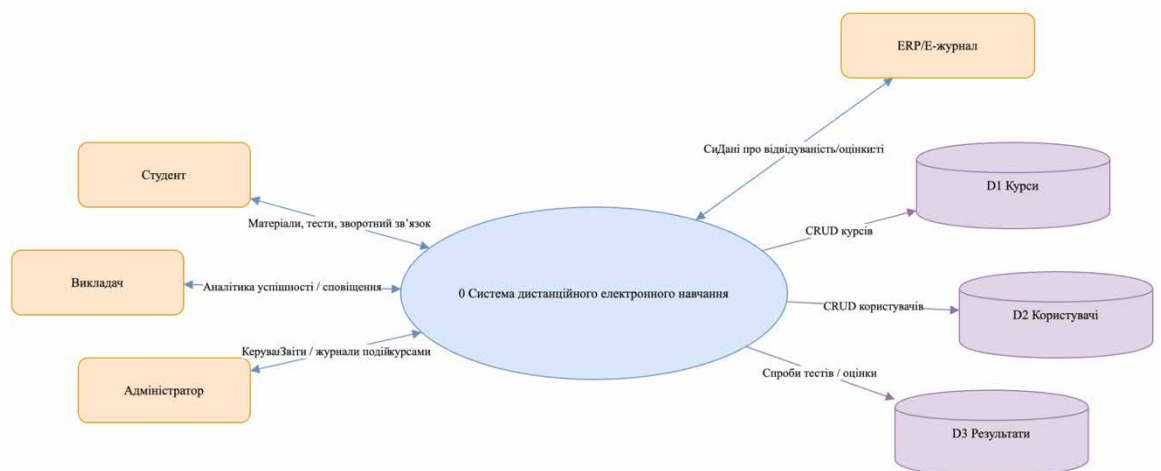 ERP/E-журнал
СиДані про відвідуваність/оцінкиті
D1 Курси
Студент
Матеріали, тести, зворотний зв’язок
CRUD курсів
Викладач
Аналітика успішності / сповіщення
0 Система дистанційного електронного навчання
CRUD користувачів
D2 Користувачі
КеруваЗвіти / журнали подійкурсами
Адміністратор
Спроби тестів / оцінки
D3 Результати